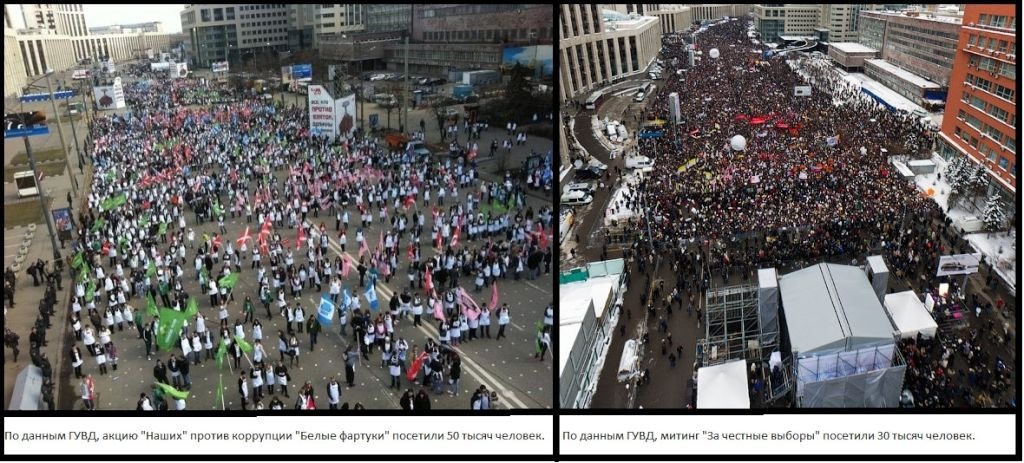 ПРОТИВ
По данным ГУВД, акцию "Наших" против коррупции "Белые фартуки" посетили 50 тысяч человек.
По данным ГУВД, митинг "За честные выборы" посетили 30 тысяч человек.